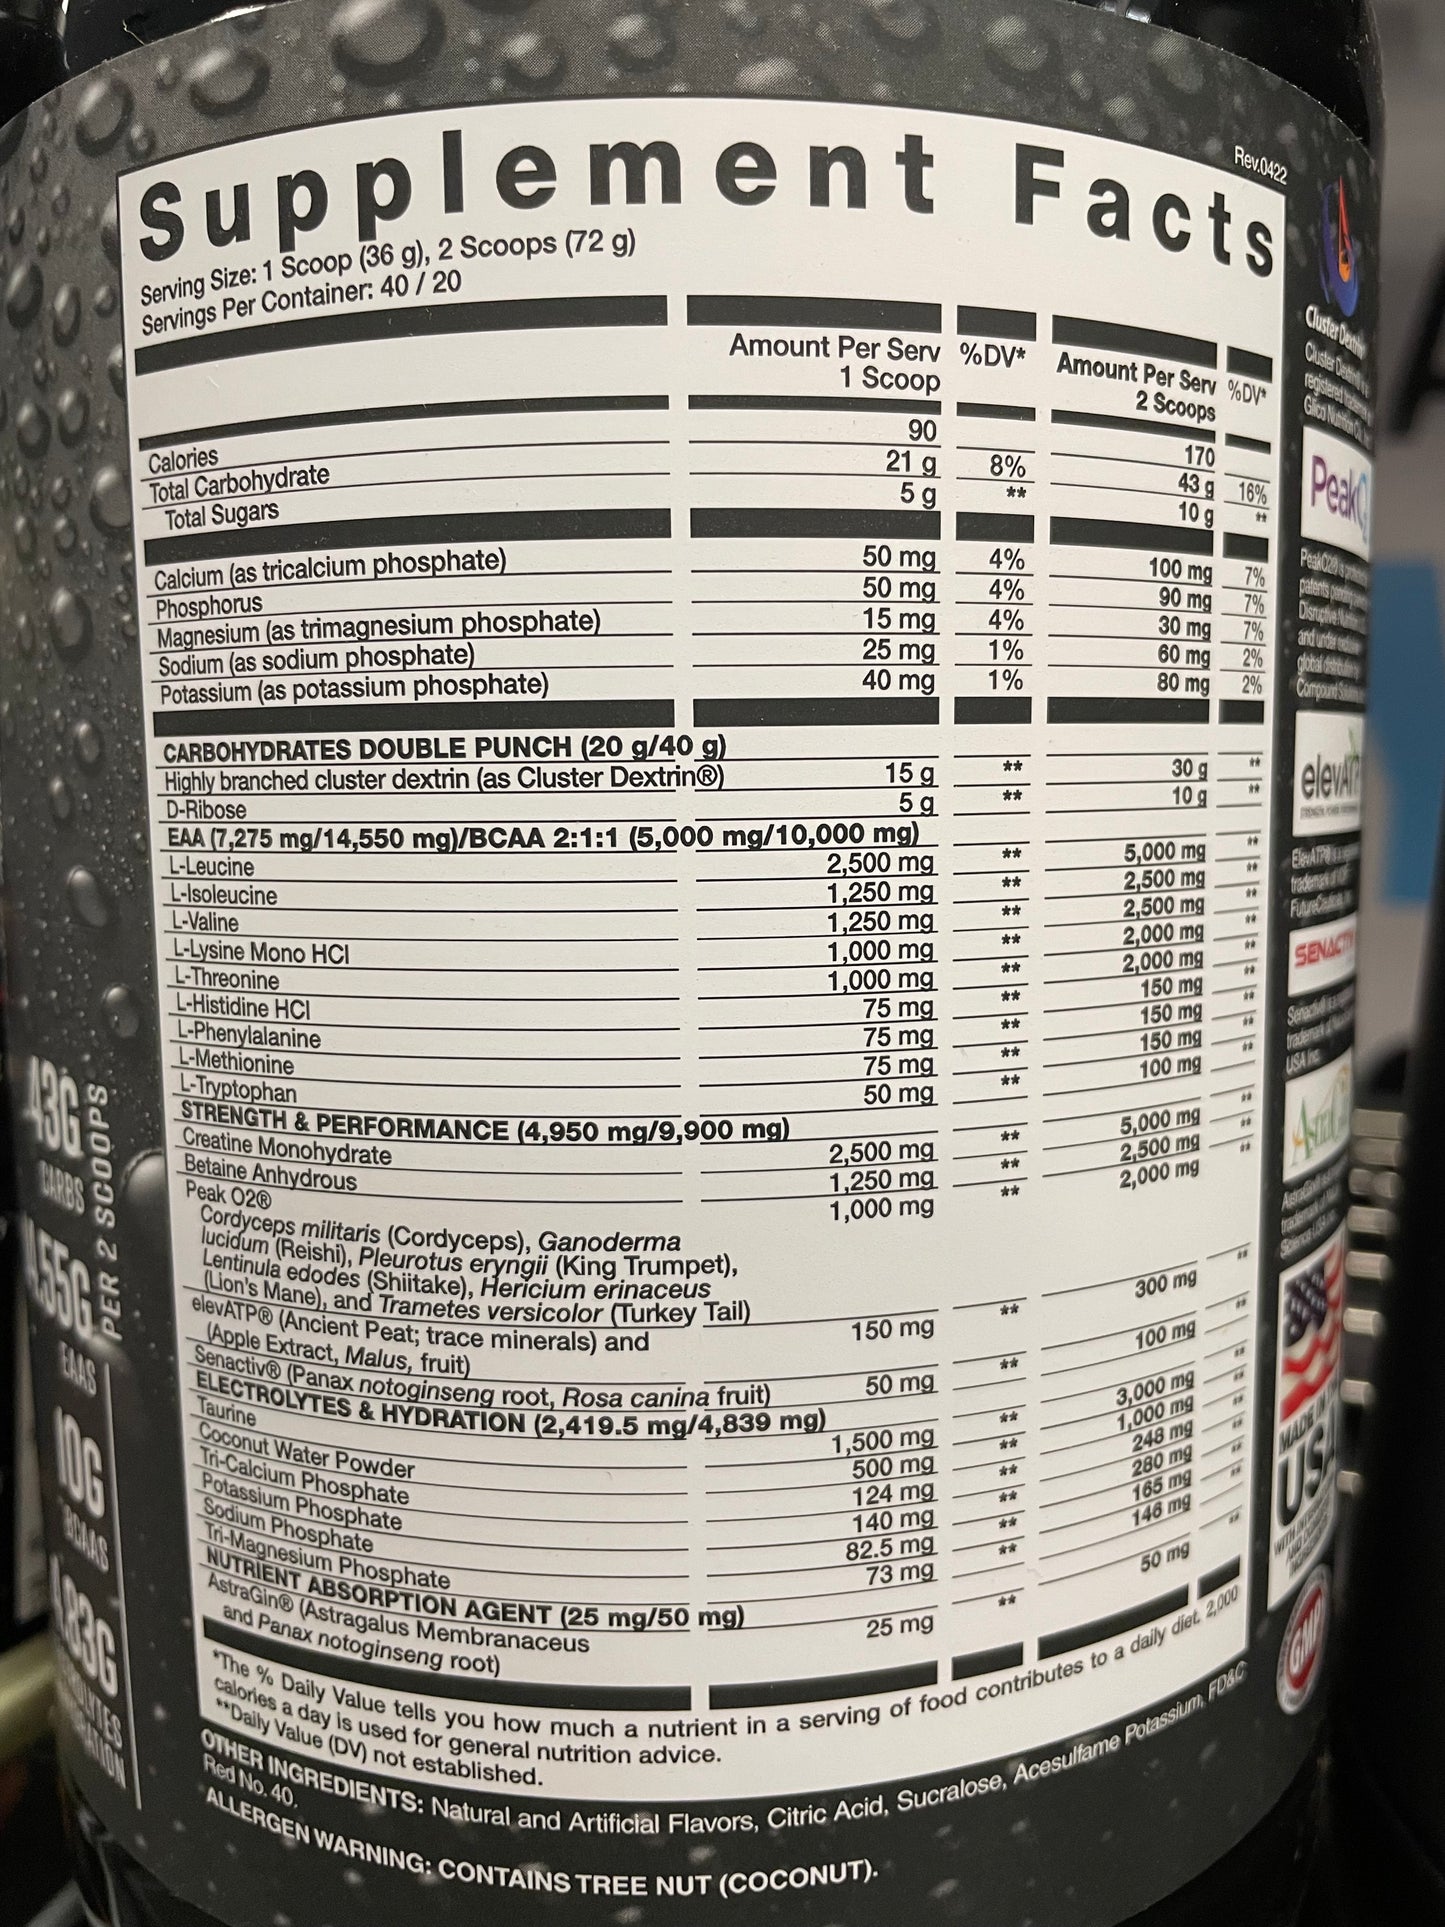 Rev.0422
Supplement Facts
Serving Size: 1 Scoop (36 g), 2 Scoops (72 g)
Servings Per Container: 40 / 20
Amount Per Serv 1 Scoop %DV* Amount Per Serv 2 Scoops %DV*
Calories 90 170
Total Carbohydrate 21 g 8% 43 g 16%
Total Sugars 5 g ** 10 g **
Calcium (as tricalcium phosphate) 50 mg 4% 100 mg 7%
Phosphorus 50 mg 4% 90 mg 7%
Magnesium (as trimagnesium phosphate) 15 mg 4% 30 mg 7%
Sodium (as sodium phosphate) 25 mg 1% 60 mg 2%
Potassium (as potassium phosphate) 40 mg 1% 80 mg 2%
CARBOHYDRATES DOUBLE PUNCH (20 g/40 g)
Highly branched cluster dextrin (as Cluster Dextrin®) 15 g ** 30 g **
D-Ribose 5 g ** 10 g **
EAA (7,275 mg/14,550 mg)/BCAA 2:1:1 (5,000 mg/10,000 mg)
L-Leucine 2,500 mg ** 5,000 mg **
L-Isoleucine 1,250 mg ** 2,500 mg **
L-Valine 1,250 mg ** 2,500 mg **
L-Lysine Mono HCl 1,000 mg ** 2,000 mg **
L-Threonine 1,000 mg ** 2,000 mg **
L-Histidine HCl 75 mg ** 150 mg **
L-Phenylalanine 75 mg ** 150 mg **
L-Methionine 75 mg ** 150 mg **
L-Tryptophan 50 mg ** 100 mg **
STRENGTH & PERFORMANCE (4,950 mg/9,900 mg)
Creatine Monohydrate 2,500 mg ** 5,000 mg **
Betaine Anhydrous 1,250 mg ** 2,500 mg **
Peak O2® 1,000 mg ** 2,000 mg **
Cordyceps militaris (Cordyceps), Ganoderma
lucidum (Reishi), Pleurotus eryngii (King Trumpet),
Lentinula edodes (Shiitake), Hericium erinaceus
(Lion's Mane), and Trametes versicolor (Turkey Tail)
elevATP® (Ancient Peat; trace minerals) and
(Apple Extract, Malus, fruit) 150 mg ** 300 mg **
Senactiv® (Panax notoginseng root, Rosa canina fruit) 50 mg ** 100 mg **
ELECTROLYTES & HYDRATION (2,419.5 mg/4,839 mg)
Taurine 1,500 mg ** 3,000 mg **
Coconut Water Powder 500 mg ** 1,000 mg **
Tri-Calcium Phosphate 124 mg ** 248 mg **
Potassium Phosphate 140 mg ** 280 mg **
Sodium Phosphate 82.5 mg ** 165 mg **
Tri-Magnesium Phosphate 73 mg ** 146 mg **
NUTRIENT ABSORPTION AGENT (25 mg/50 mg)
AstraGin® (Astragalus Membranaceus
and Panax notoginseng root) 25 mg ** 50 mg **
*The % Daily Value tells you how much a nutrient in a serving of food contributes to a daily diet. 2,000
calories a day is used for general nutrition advice.
**Daily Value (DV) not established.
OTHER INGREDIENTS: Natural and Artificial Flavors, Citric Acid, Sucralose, Acesulfame Potassium, FD&C
Red No. 40.
ALLERGEN WARNING: CONTAINS TREE NUT (COCONUT).
43G
CARBS
EAAS
10G
BCAAS
PER 2 SCOOPS
Cluster
Peak
elevAT
SENACTI
USA Inc.
MADE IN
GMP